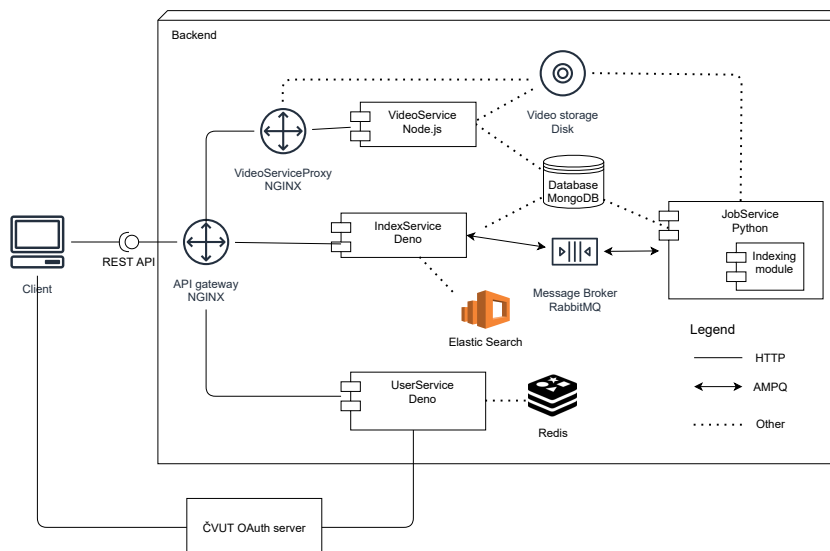 Backend
VideoService
Node.js
Video storage
Disk
VideoServiceProxy
NGINX
Database
MongoDB
JobService
Python
Indexing
module
IndexService
Deno
REST API
Client
API gateway
NGINX
Message Broker
RabbitMQ
Elastic Search
Legend
HTTP
AMPQ
Other
UserService
Deno
Redis
ČVUT OAuth server